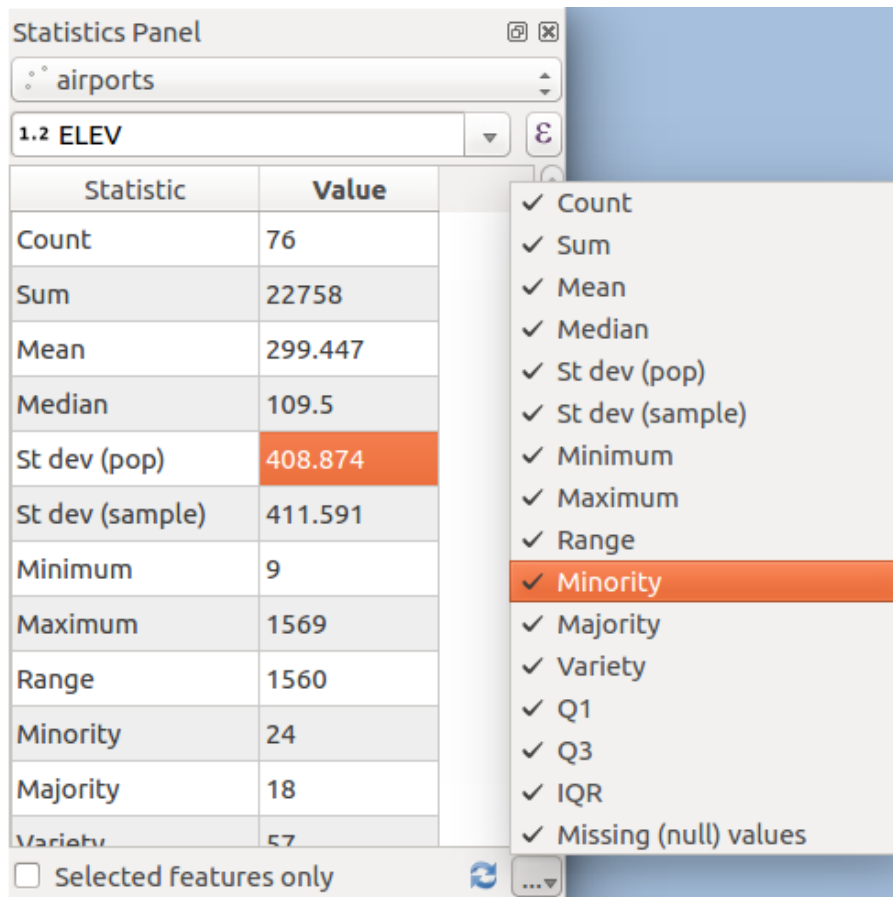 Statistics Panel
airports
1.2 ELEV ε
Statistic Value
Count 76
Sum 22758
Mean 299.447
Median 109.5
St dev (pop) 408.874
St dev (sample) 411.591
Minimum 9
Maximum 1569
Range 1560
Minority 24
Majority 18
Variety 57
Selected features only ...
Count
Sum
Mean
Median
St dev (pop)
St dev (sample)
Minimum
Maximum
Range
Minority
Majority
Variety
Q1
Q3
IQR
Missing (null) values